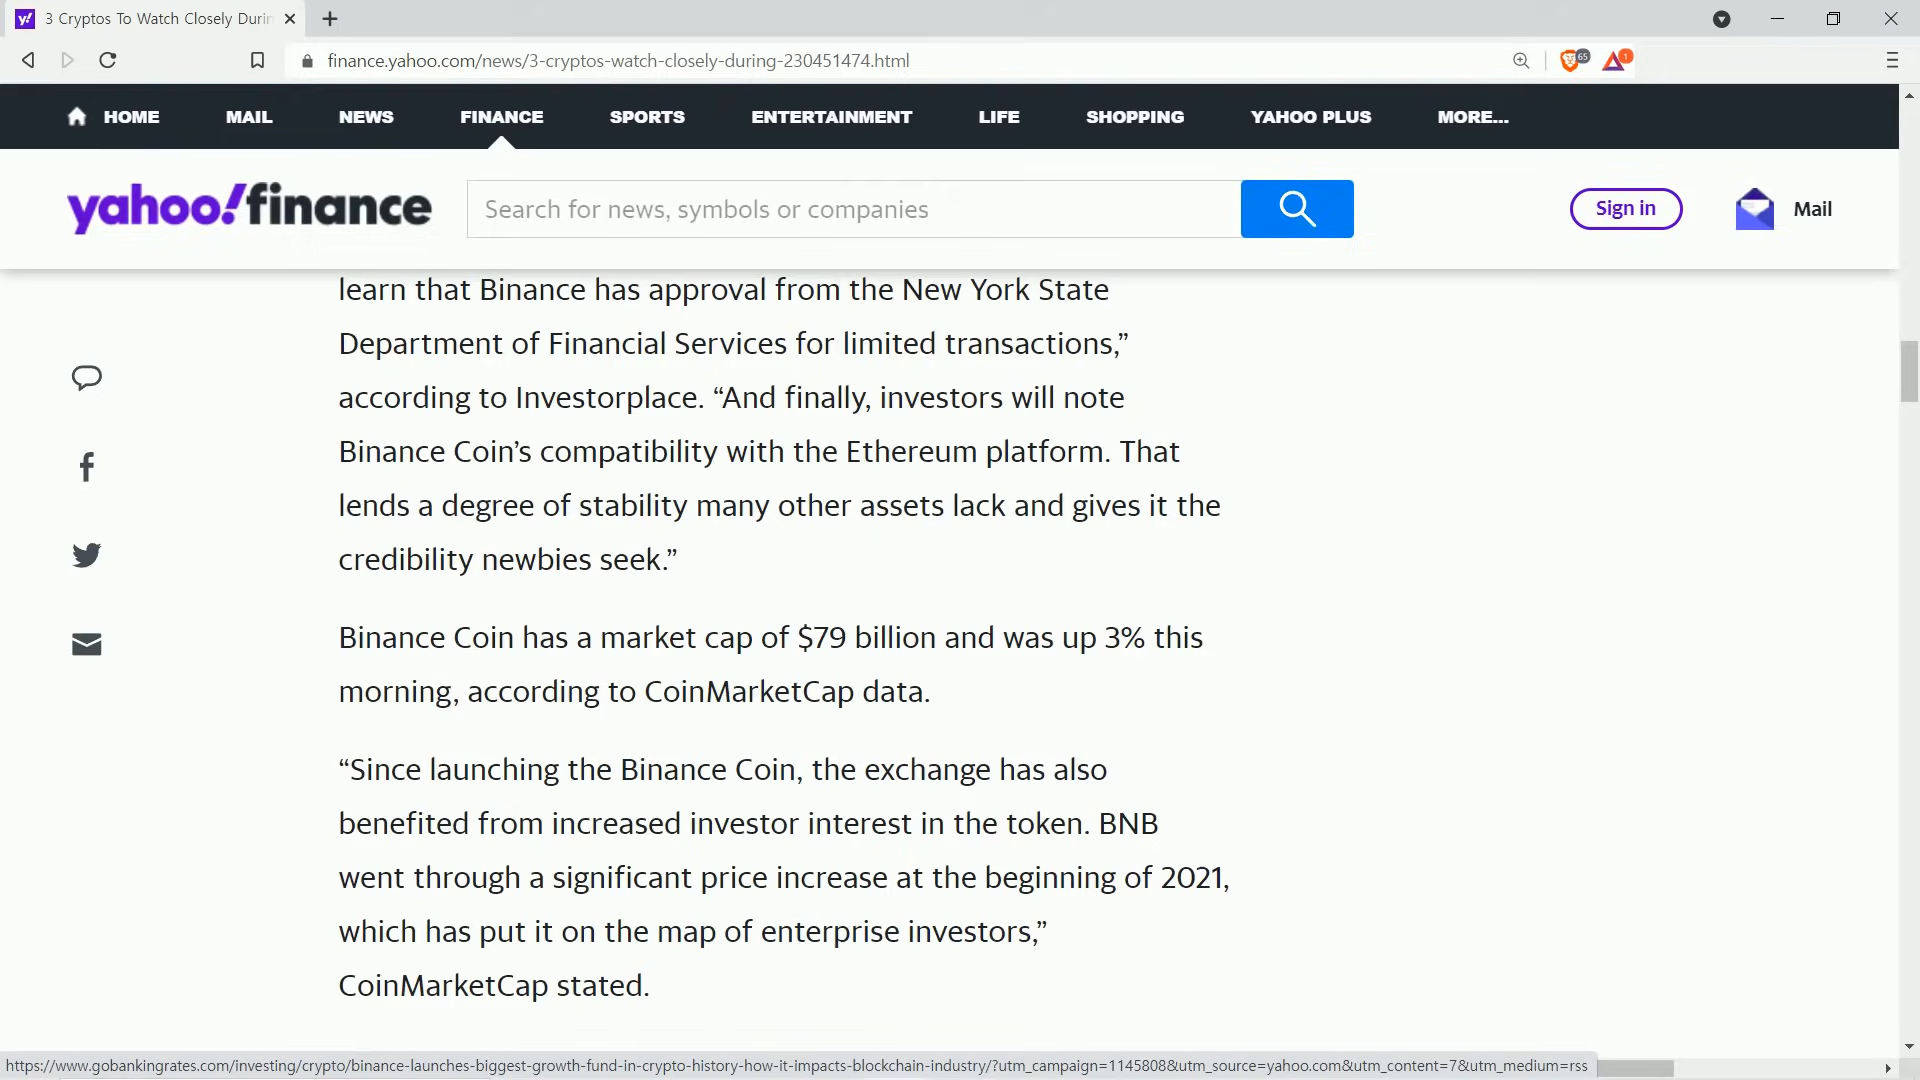 3 Cryptos To Watch Closely Durin
finance.yahoo.com/news/3-cryptos-watch-closely-during-230451474.html
65
1
HOME MAIL NEWS FINANCE SPORTS ENTERTAINMENT LIFE SHOPPING YAHOO PLUS MORE...
yahoo!finance Search for news, symbols or companies Sign in Mail
learn that Binance has approval from the New York State
Department of Financial Services for limited transactions,”
according to Investorplace. “And finally, investors will note
Binance Coin’s compatibility with the Ethereum platform. That
lends a degree of stability many other assets lack and gives it the
credibility newbies seek.”
Binance Coin has a market cap of $79 billion and was up 3% this
morning, according to CoinMarketCap data.
“Since launching the Binance Coin, the exchange has also
benefited from increased investor interest in the token. BNB
went through a significant price increase at the beginning of 2021,
which has put it on the map of enterprise investors,”
CoinMarketCap stated.
https://www.gobankingrates.com/investing/crypto/binance-launches-biggest-growth-fund-in-crypto-history-how-it-impacts-blockchain-industry/?utm_campaign=1145808&utm_source=yahoo.com&utm_content=7&utm_medium=rss